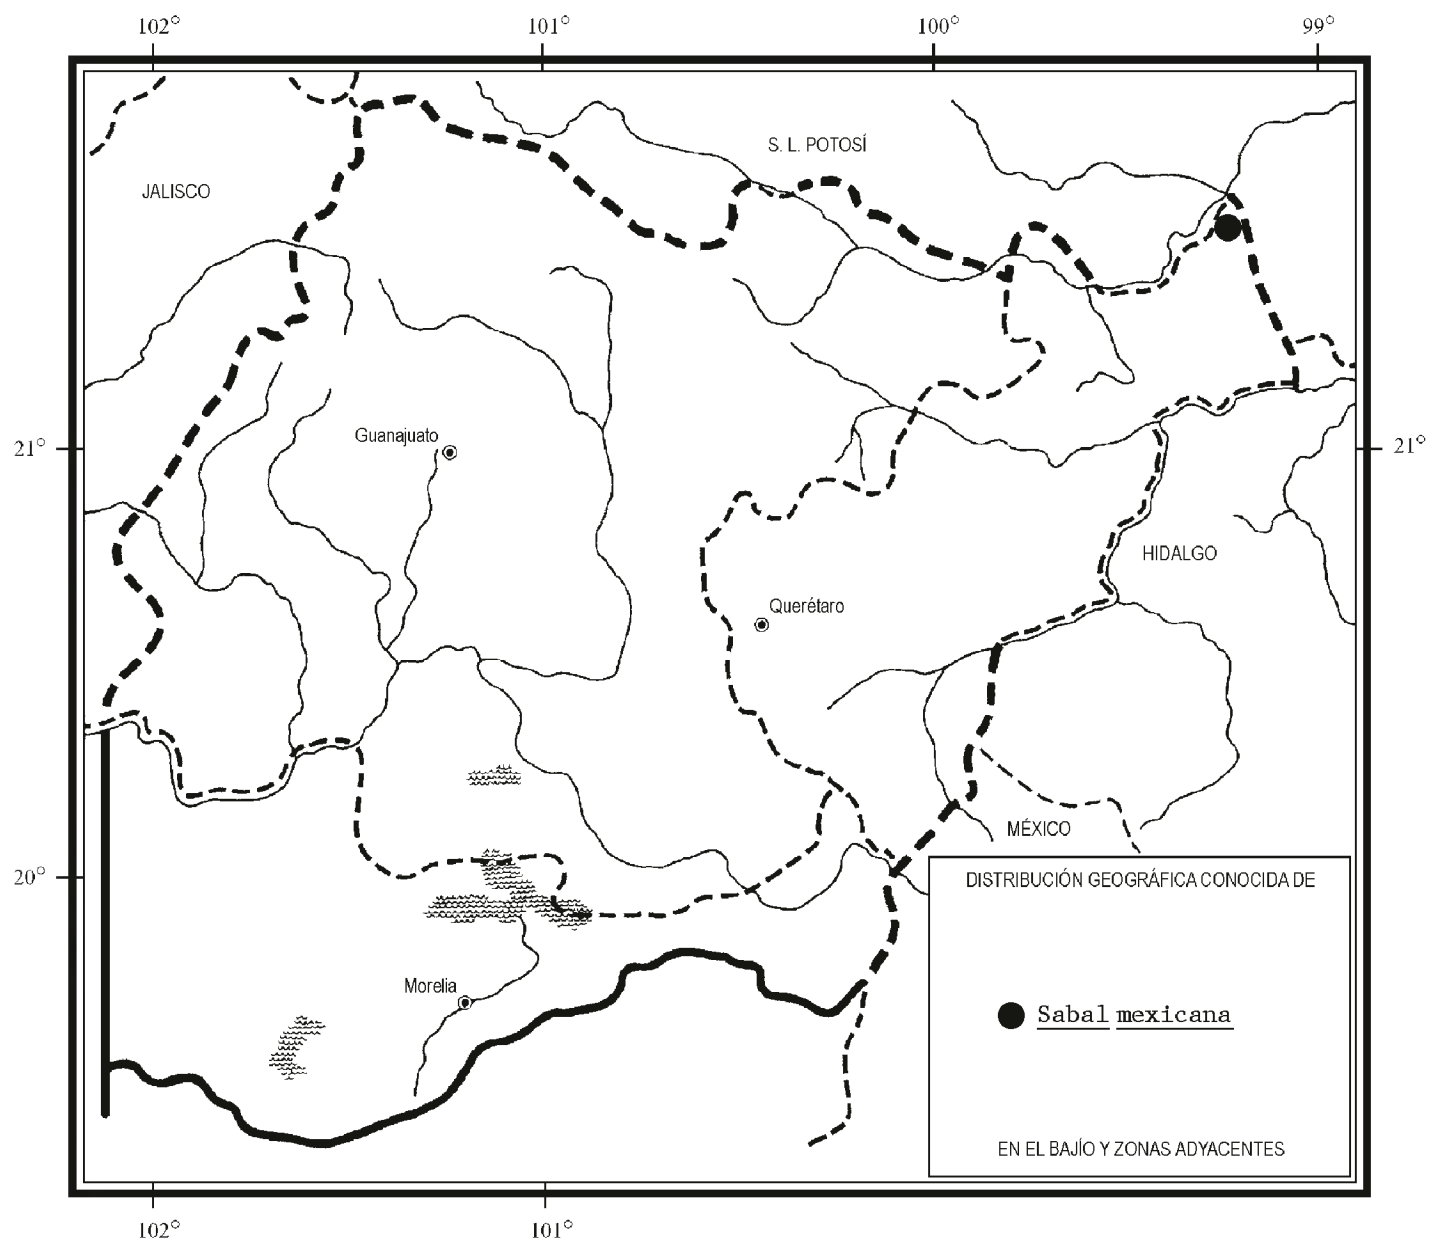 102° 101° 100° 99°
S. L. POTOSÍ
JALISCO
Guanajuato
21° 21°
HIDALGO
Querétaro
MÉXICO
20°
DISTRIBUCIÓN GEOGRÁFICA CONOCIDA DE
Morelia
Sabal mexicana
EN EL BAJÍO Y ZONAS ADYACENTES
102° 101°